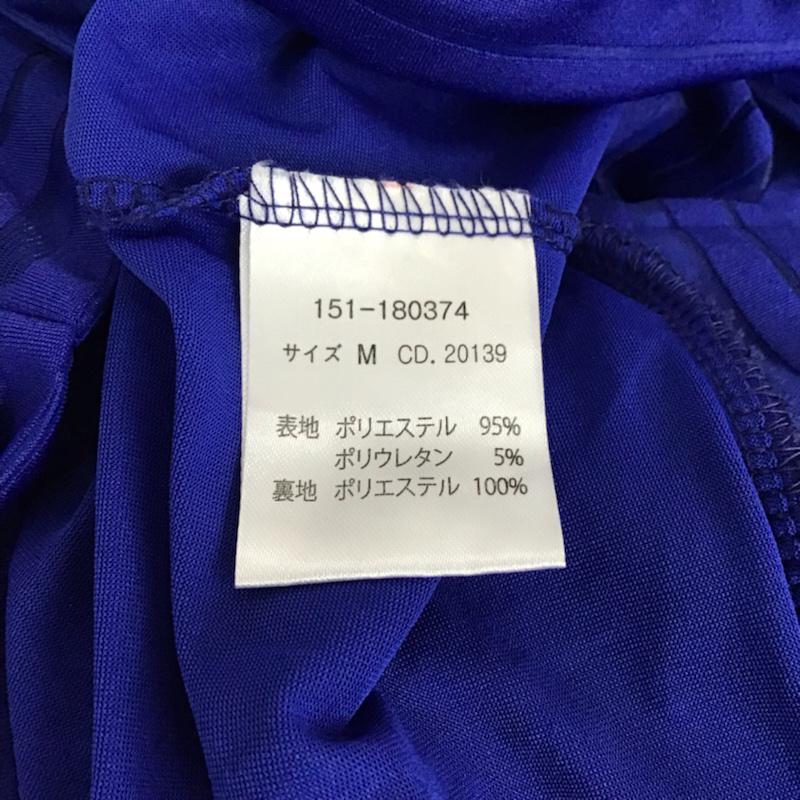 151-180374
サイズ M CD. 20139
表地 ポリエステル 95%
ポリウレタン 5%
裏地 ポリエステル 100%